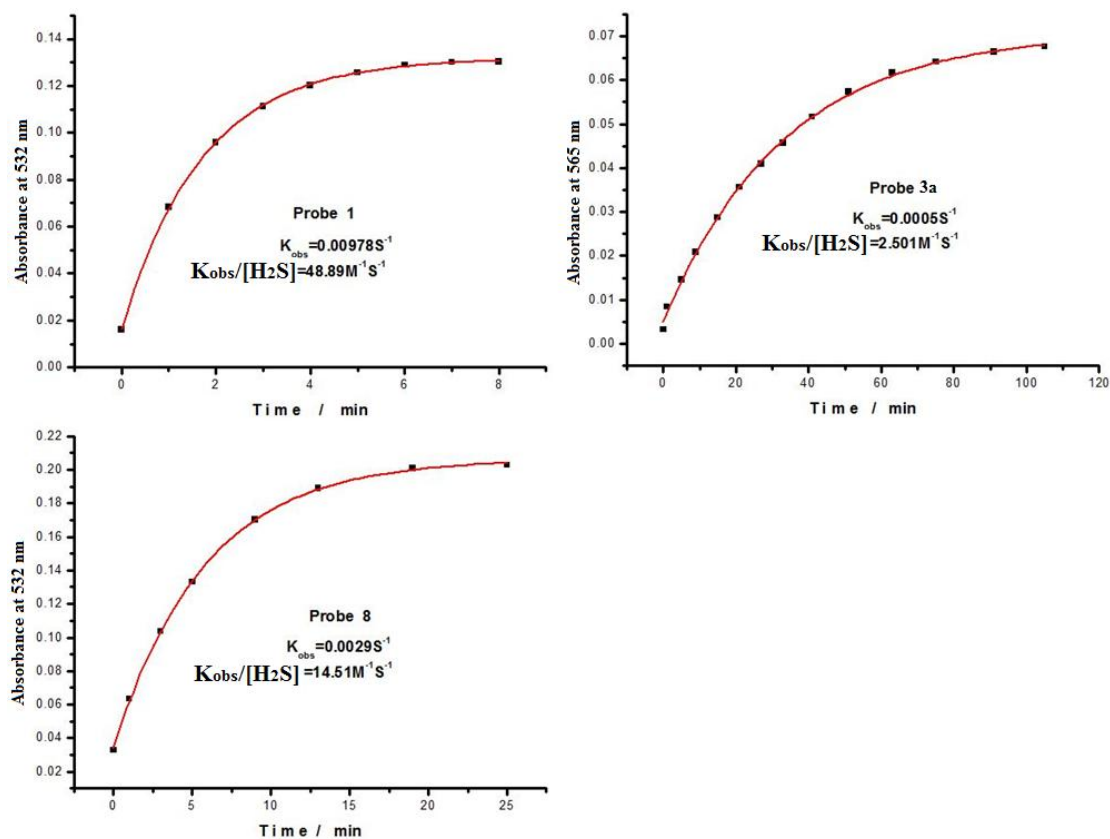 Absorbance at 532 nm
0.14
0.12
0.10
0.08
0.06
0.04
0.02
0.00
Probe 1
Kobs=0.00978S⁻¹
Kobs/[H2S]=48.89M⁻¹S⁻¹
0 2 4 6 8
Time / min
Absorbance at 565 nm
0.07
0.06
0.05
0.04
0.03
0.02
0.01
0.00
Probe 3a
Kobs=0.0005S⁻¹
Kobs/[H2S]=2.501M⁻¹S⁻¹
0 20 40 60 80 100 120
Time / min
Absorbance at 532 nm
0.22
0.20
0.18
0.16
0.14
0.12
0.10
0.08
0.06
0.04
0.02
Probe 8
Kobs=0.0029S⁻¹
Kobs/[H2S]=14.51M⁻¹S⁻¹
0 5 10 15 20 25
Time / min